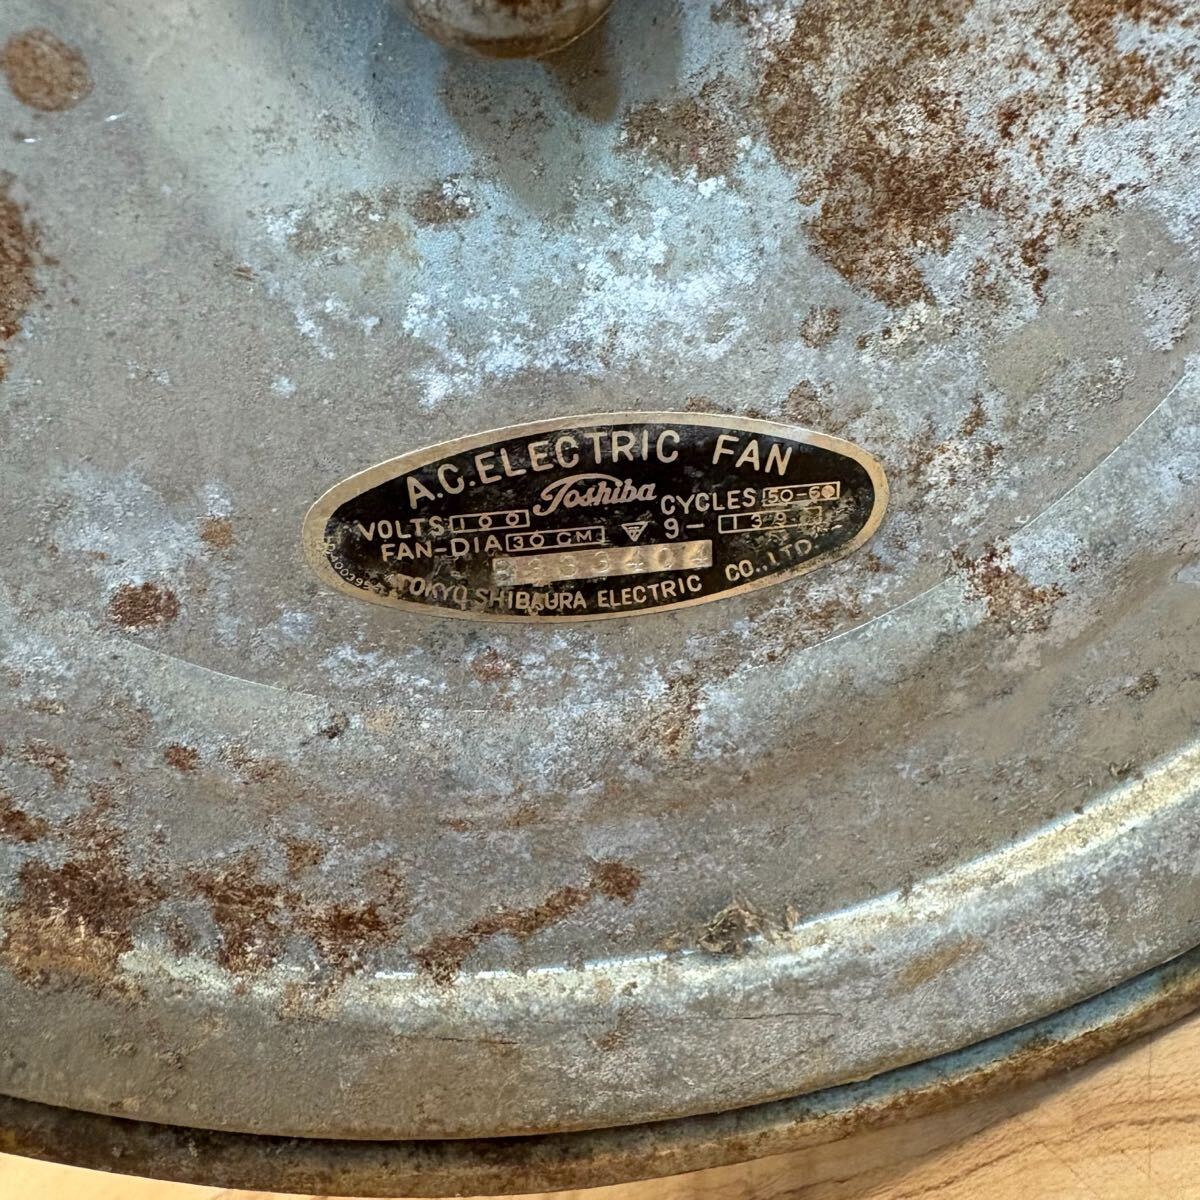 A.C. ELECTRIC FAN
Toshiba
VOLTS 100
CYCLES 50-60
FAN-DIA 30 CM
9-
TOKYO SHIBAURA ELECTRIC CO., LTD.